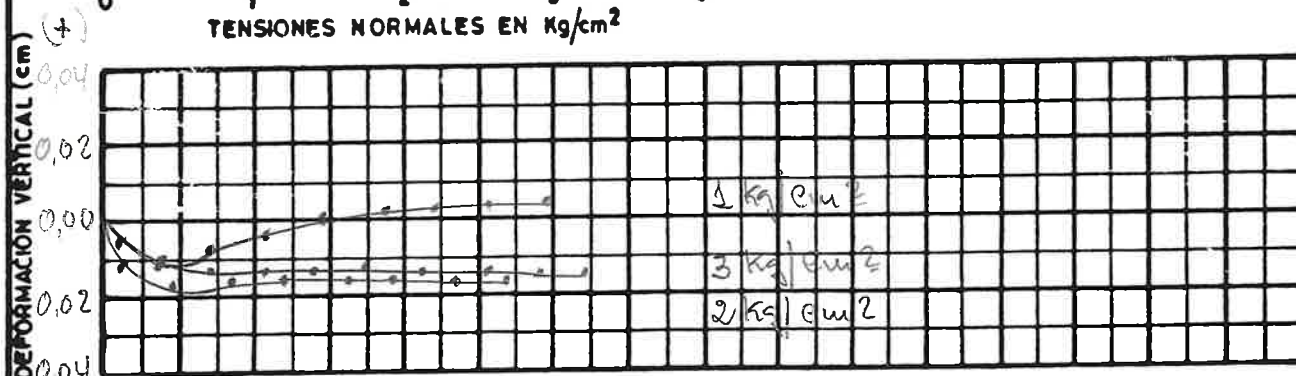 TENSIONES NORMALES EN Kg/cm²
(+)
DEFORMACIÓN VERTICAL (cm)
0,04
0,02
0,00
0,02
0,04
1 Kg/cm²
3 Kg/cm²
2 Kg/cm2